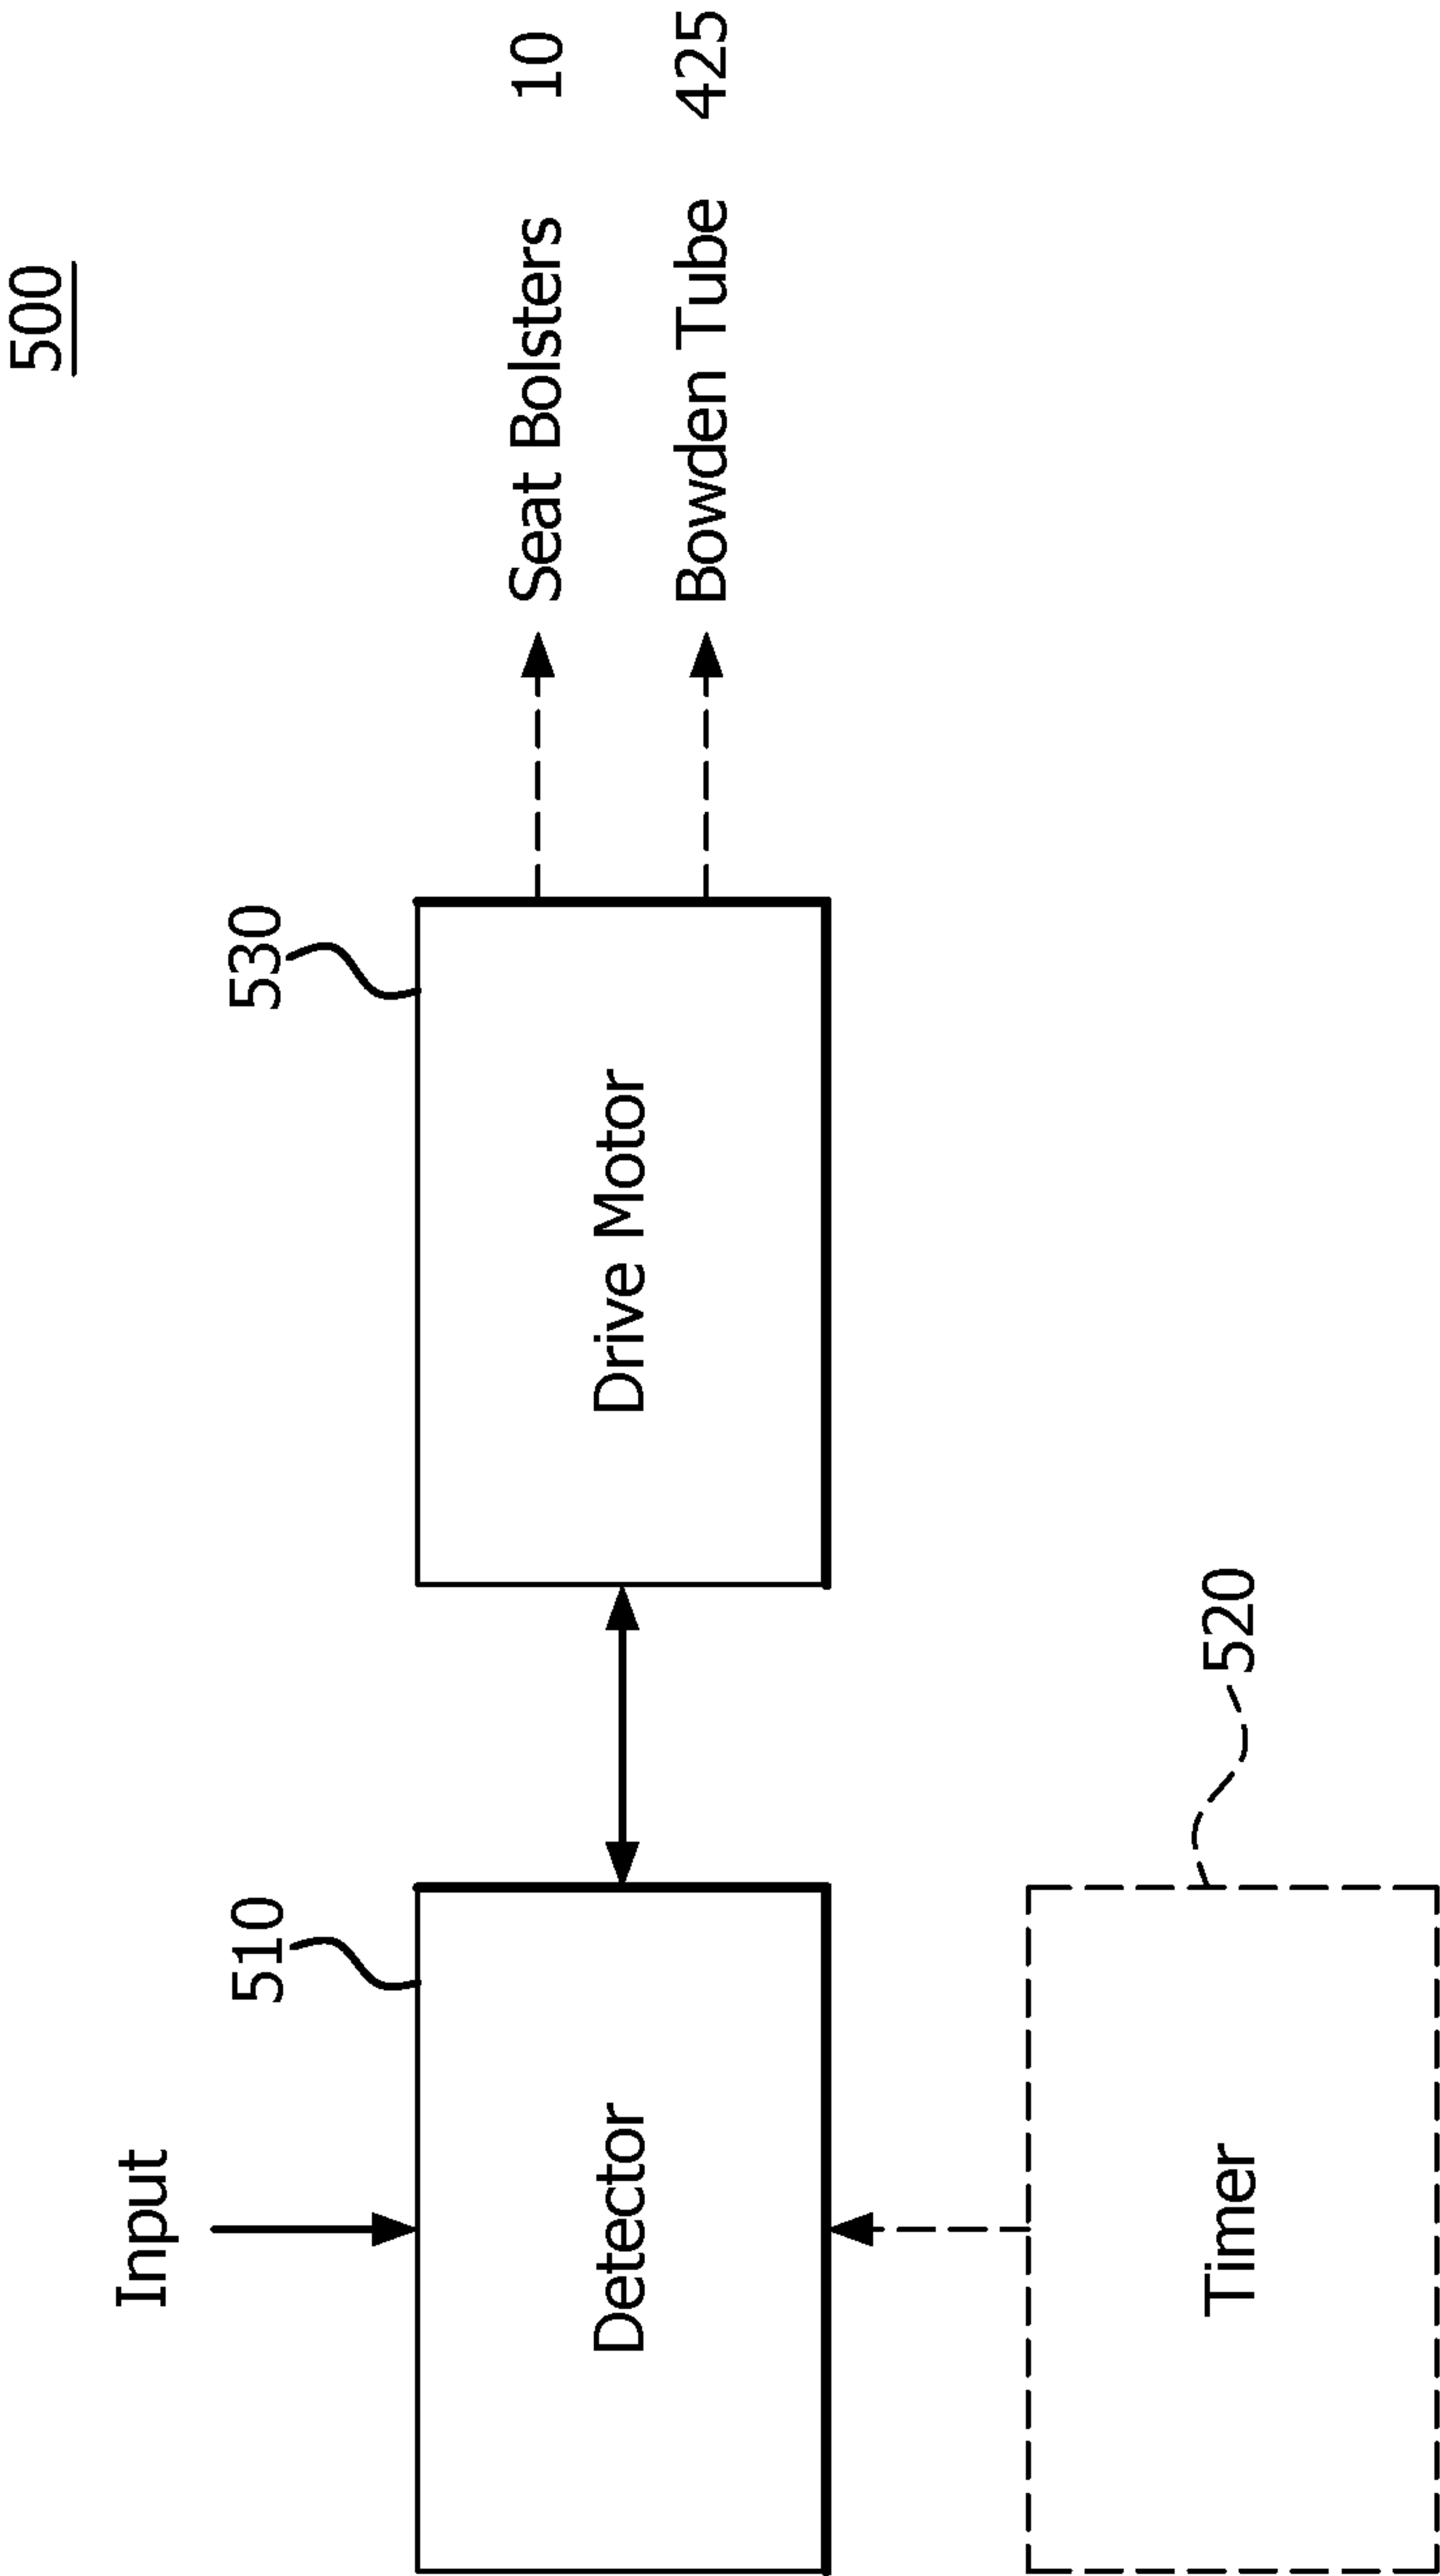 500
Input
510
530
Detector
Drive Motor
Seat Bolsters 10
Bowden Tube 425
Timer
520